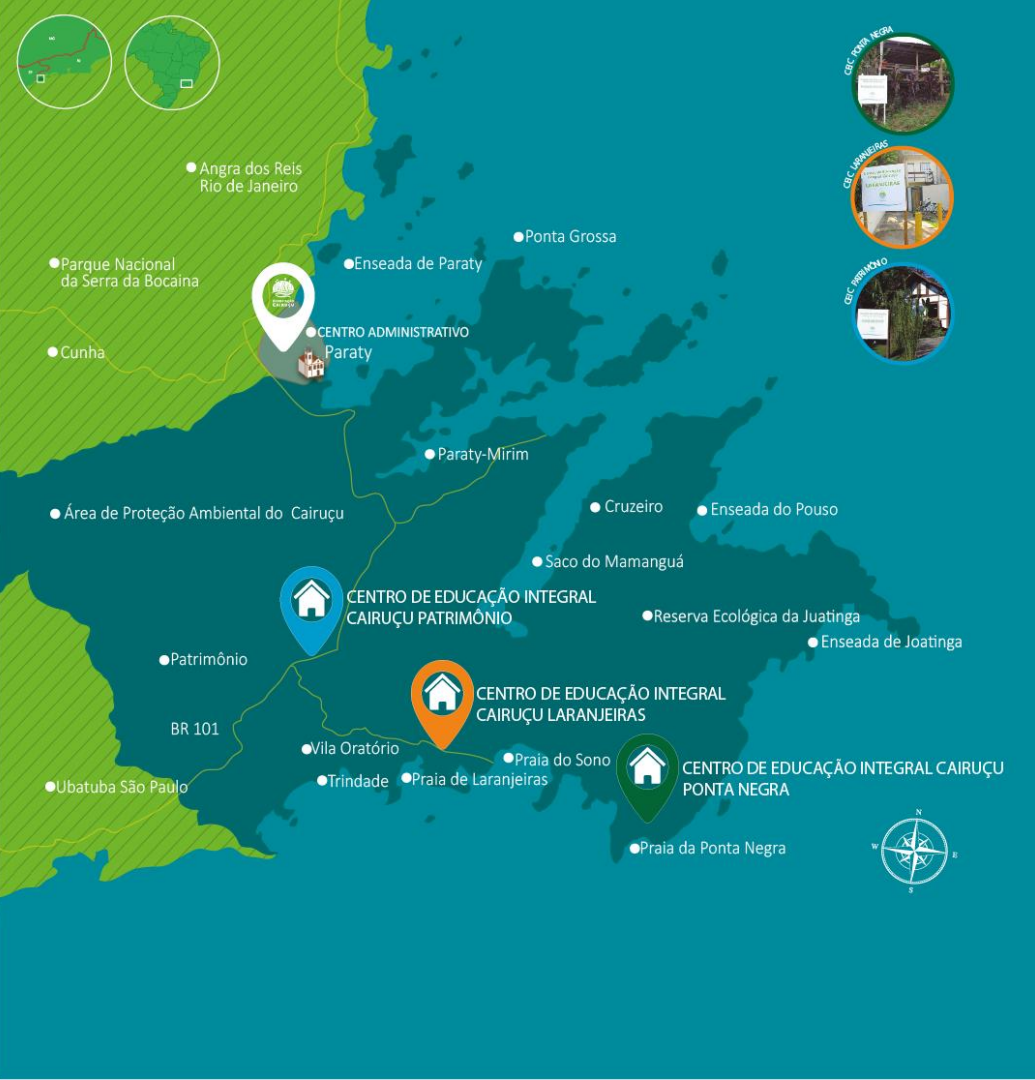 CEIC PONTA NEGRA
CEIC LARANJEIRAS
LARANJEIRAS
CEIC PATRIMÔNIO
Angra dos Reis
Rio de Janeiro
Ponta Grossa
Parque Nacional
da Serra da Bocaina
Enseada de Paraty
CAIRUÇU
CENTRO ADMINISTRATIVO
Paraty
Cunha
Paraty-Mirim
Área de Proteção Ambiental do Cairuçu
Cruzeiro
Enseada do Pouso
Saco do Mamanguá
CENTRO DE EDUCAÇÃO INTEGRAL
CAIRUÇU PATRIMÔNIO
Reserva Ecológica da Juatinga
Enseada de Joatinga
Patrimônio
CENTRO DE EDUCAÇÃO INTEGRAL
CAIRUÇU LARANJEIRAS
BR 101
Vila Oratório
Praia do Sono
Trindade
Praia de Laranjeiras
CENTRO DE EDUCAÇÃO INTEGRAL CAIRUÇU
PONTA NEGRA
Ubatuba São Paulo
Praia da Ponta Negra
N
W
E
S